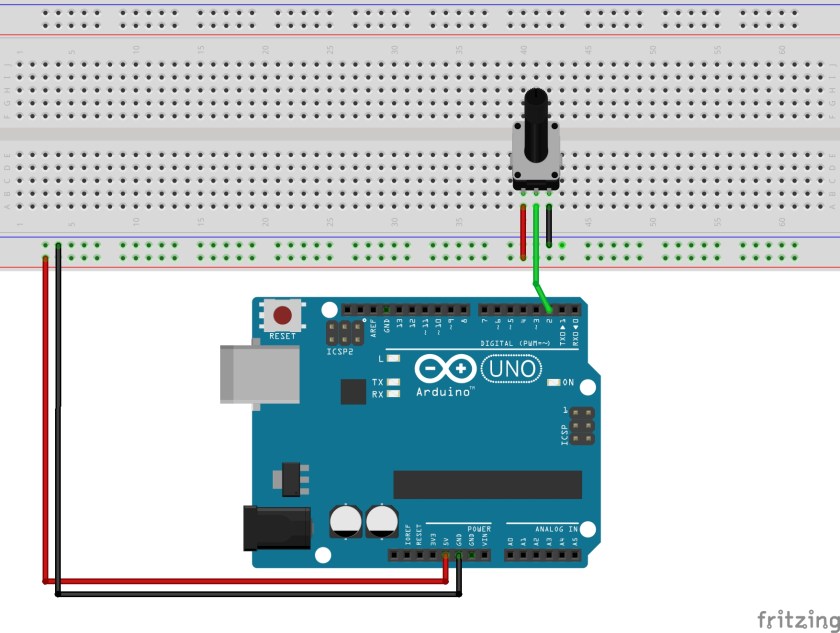 1 5 10 15 20 25 30 35 40 45 50 55 60
J
I
H
G
F
E
D
C
B
A
1 5 10 15 20 25 30 35 40 45 50 55 60
RESET
ICSP2
AREF
GND
13
12
~11
~10
~9
8
7
~6
~5
4
~3
2
TX0▶1
RX0◀0
DIGITAL (PWM=~)
L
TX
RX
UNO
Arduino™
ON
1
ICSP
IOREF
RESET
3V3
5V
GND
GND
VIN
POWER
A0
A1
A2
A3
A4
A5
ANALOG IN
fritzing